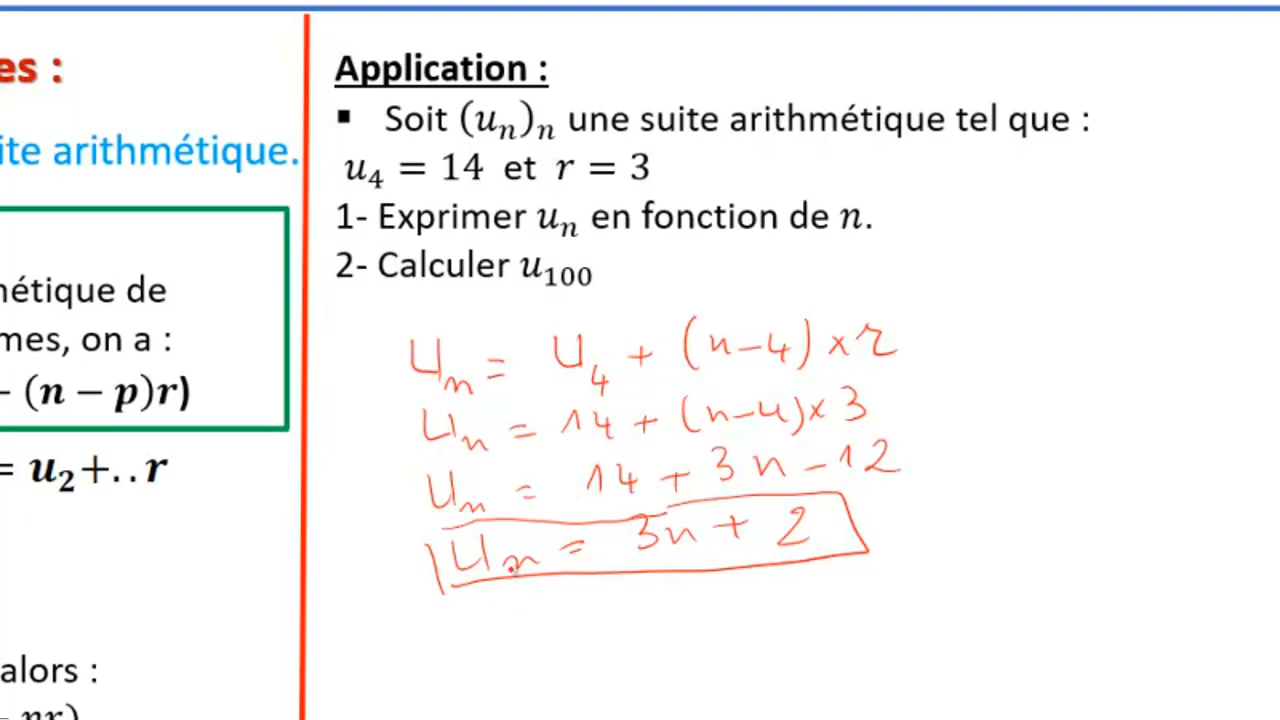 es :
ite arithmétique.
nétique de
mes, on a :
(n − p)r)
= u₂+..r
alors :
nr)
Application :
▪ Soit (uₙ)ₙ une suite arithmétique tel que :
u₄ = 14 et r = 3
1- Exprimer uₙ en fonction de n.
2- Calculer u₁₀₀
Uₙ = U₄ + (n−4) × r
Uₙ = 14 + (n−4) × 3
Uₙ = 14 + 3n − 12
Uₙ = 3n + 2